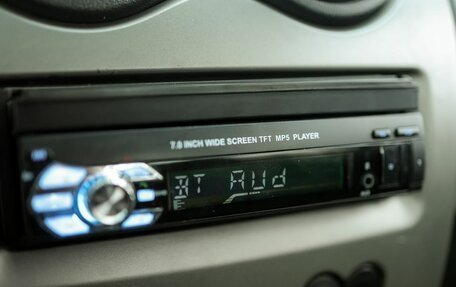 7.0 INCH WIDE SCREEN TFT MP5 PLAYER
BT AUd